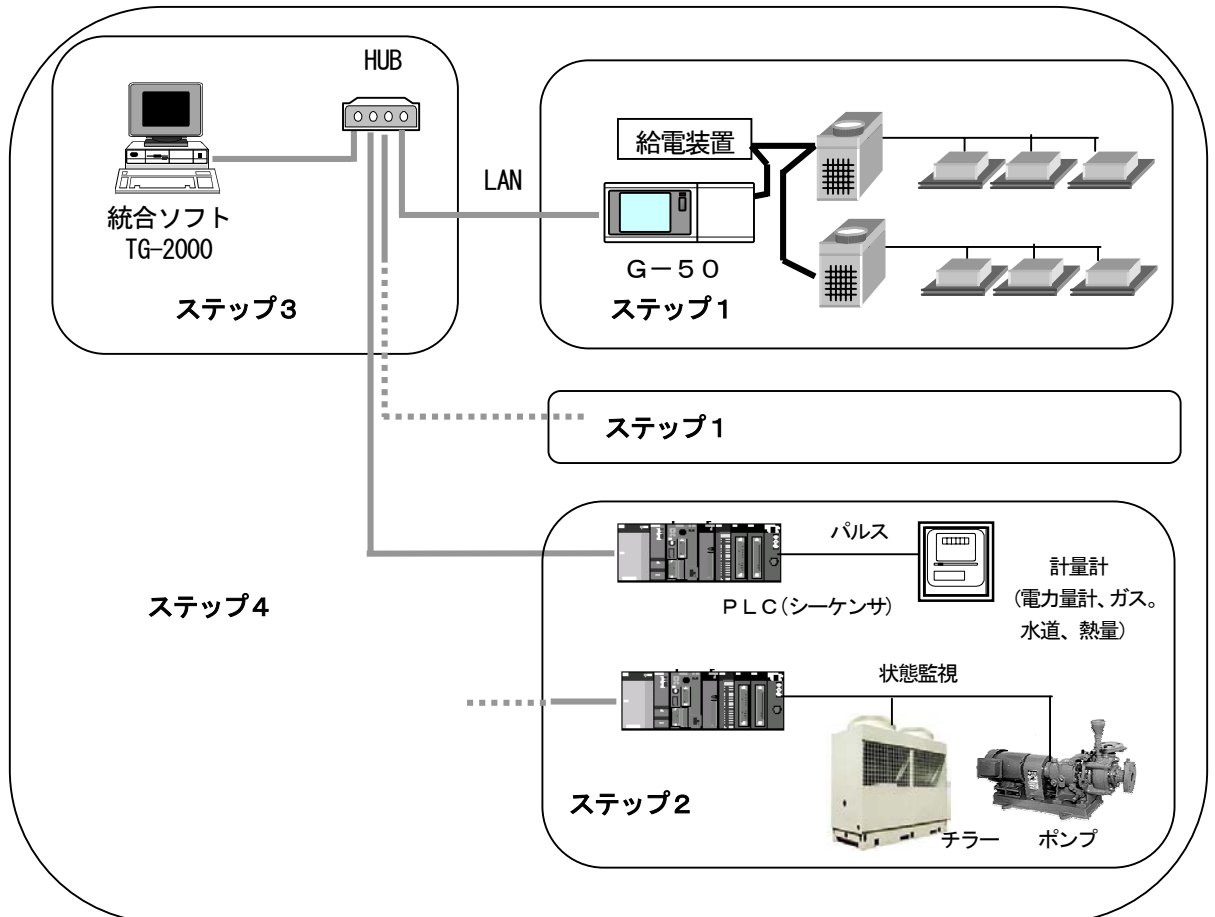 HUB
統合ソフト
TG-2000
ステップ3
LAN
給電装置
G－50
ステップ1
ステップ1
ステップ4
パルス
PLC(シーケンサ)
計量計
(電力量計、ガス。
水道、熱量)
状態監視
ステップ2
チラー
ポンプ